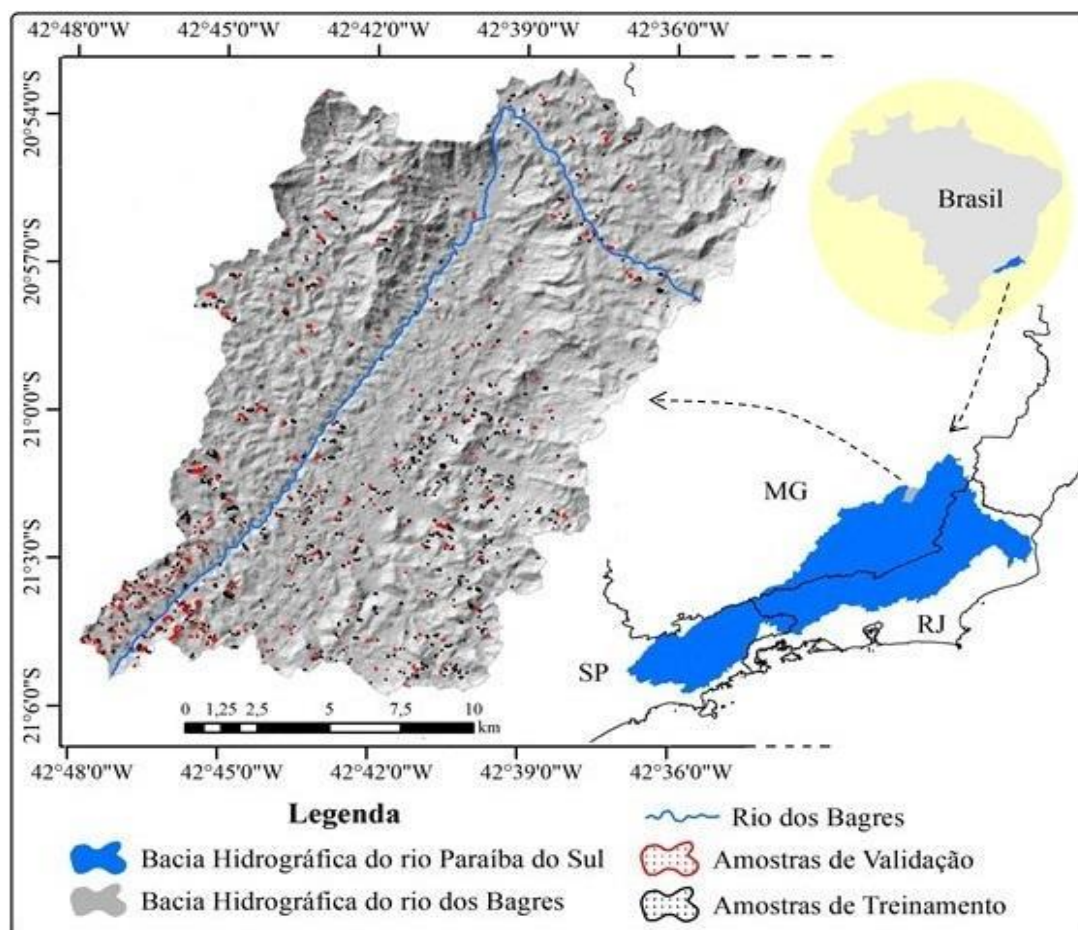 42°48'0"W 42°45'0"W 42°42'0"W 42°39'0"W 42°36'0"W
20°54'0"S
20°57'0"S
21°0'0"S
21°3'0"S
21°6'0"S
Brasil
MG
RJ
SP
0 1,25 2,5 5 7,5 10
km
42°48'0"W 42°45'0"W 42°42'0"W 42°39'0"W 42°36'0"W
Legenda
Bacia Hidrográfica do rio Paraíba do Sul
Bacia Hidrográfica do rio dos Bagres
Rio dos Bagres
Amostras de Validação
Amostras de Treinamento